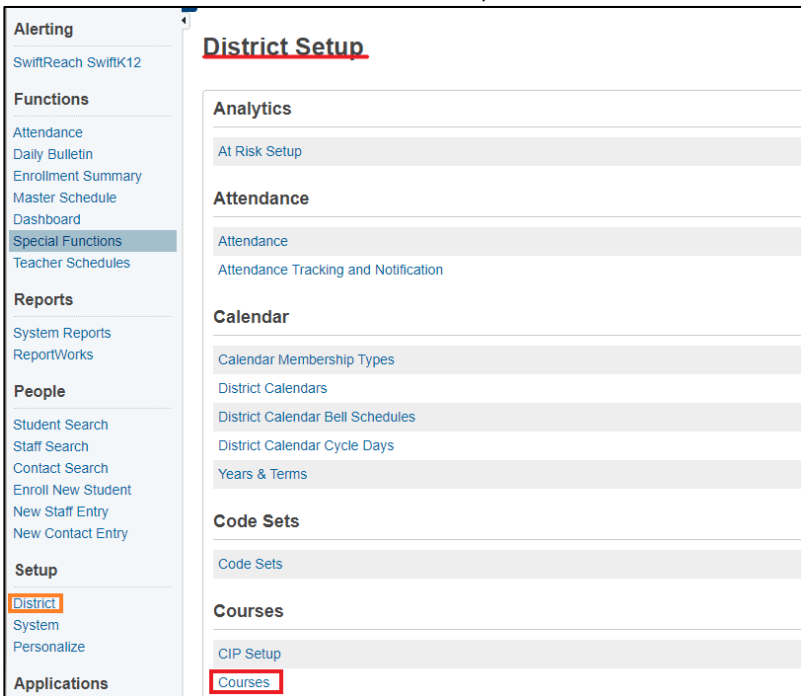 Alerting
SwiftReach SwiftK12
Functions
Attendance
Daily Bulletin
Enrollment Summary
Master Schedule
Dashboard
Special Functions
Teacher Schedules
Reports
System Reports
ReportWorks
People
Student Search
Staff Search
Contact Search
Enroll New Student
New Staff Entry
New Contact Entry
Setup
District
System
Personalize
Applications
District Setup
Analytics
At Risk Setup
Attendance
Attendance
Attendance Tracking and Notification
Calendar
Calendar Membership Types
District Calendars
District Calendar Bell Schedules
District Calendar Cycle Days
Years & Terms
Code Sets
Code Sets
Courses
CIP Setup
Courses